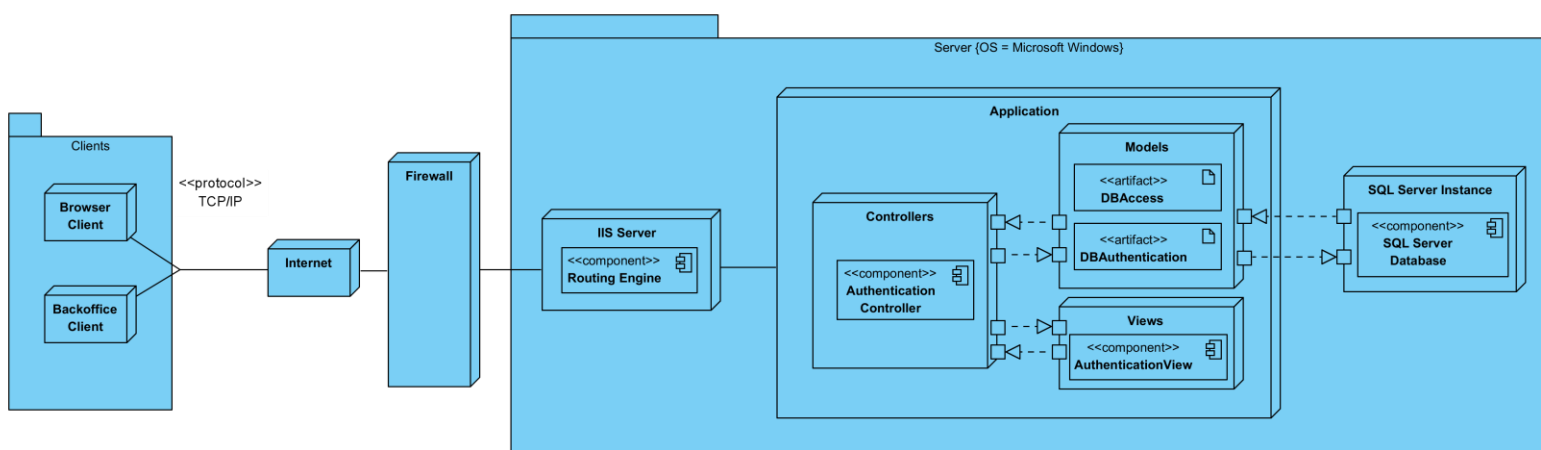 Server {OS = Microsoft Windows}
Clients
Browser
Client
Backoffice
Client
<<protocol>>
TCP/IP
Internet
Firewall
IIS Server
<<component>>
Routing Engine
Application
Controllers
<<component>>
Authentication
Controller
Models
<<artifact>>
DBAccess
<<artifact>>
DBAuthentication
Views
<<component>>
AuthenticationView
SQL Server Instance
<<component>>
SQL Server
Database